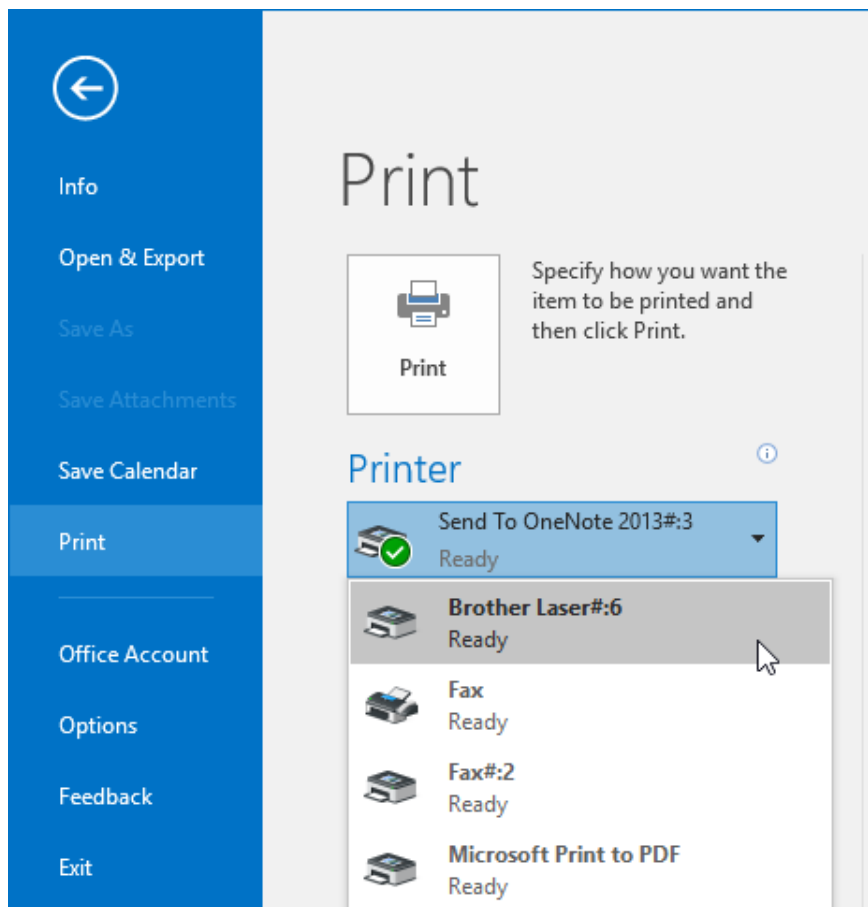 Info
Open & Export
Save As
Save Attachments
Save Calendar
Print
Office Account
Options
Feedback
Exit
Print
Print
Specify how you want the
item to be printed and
then click Print.
Printer
Send To OneNote 2013#:3
Ready
Brother Laser#:6
Ready
Fax
Ready
Fax#:2
Ready
Microsoft Print to PDF
Ready